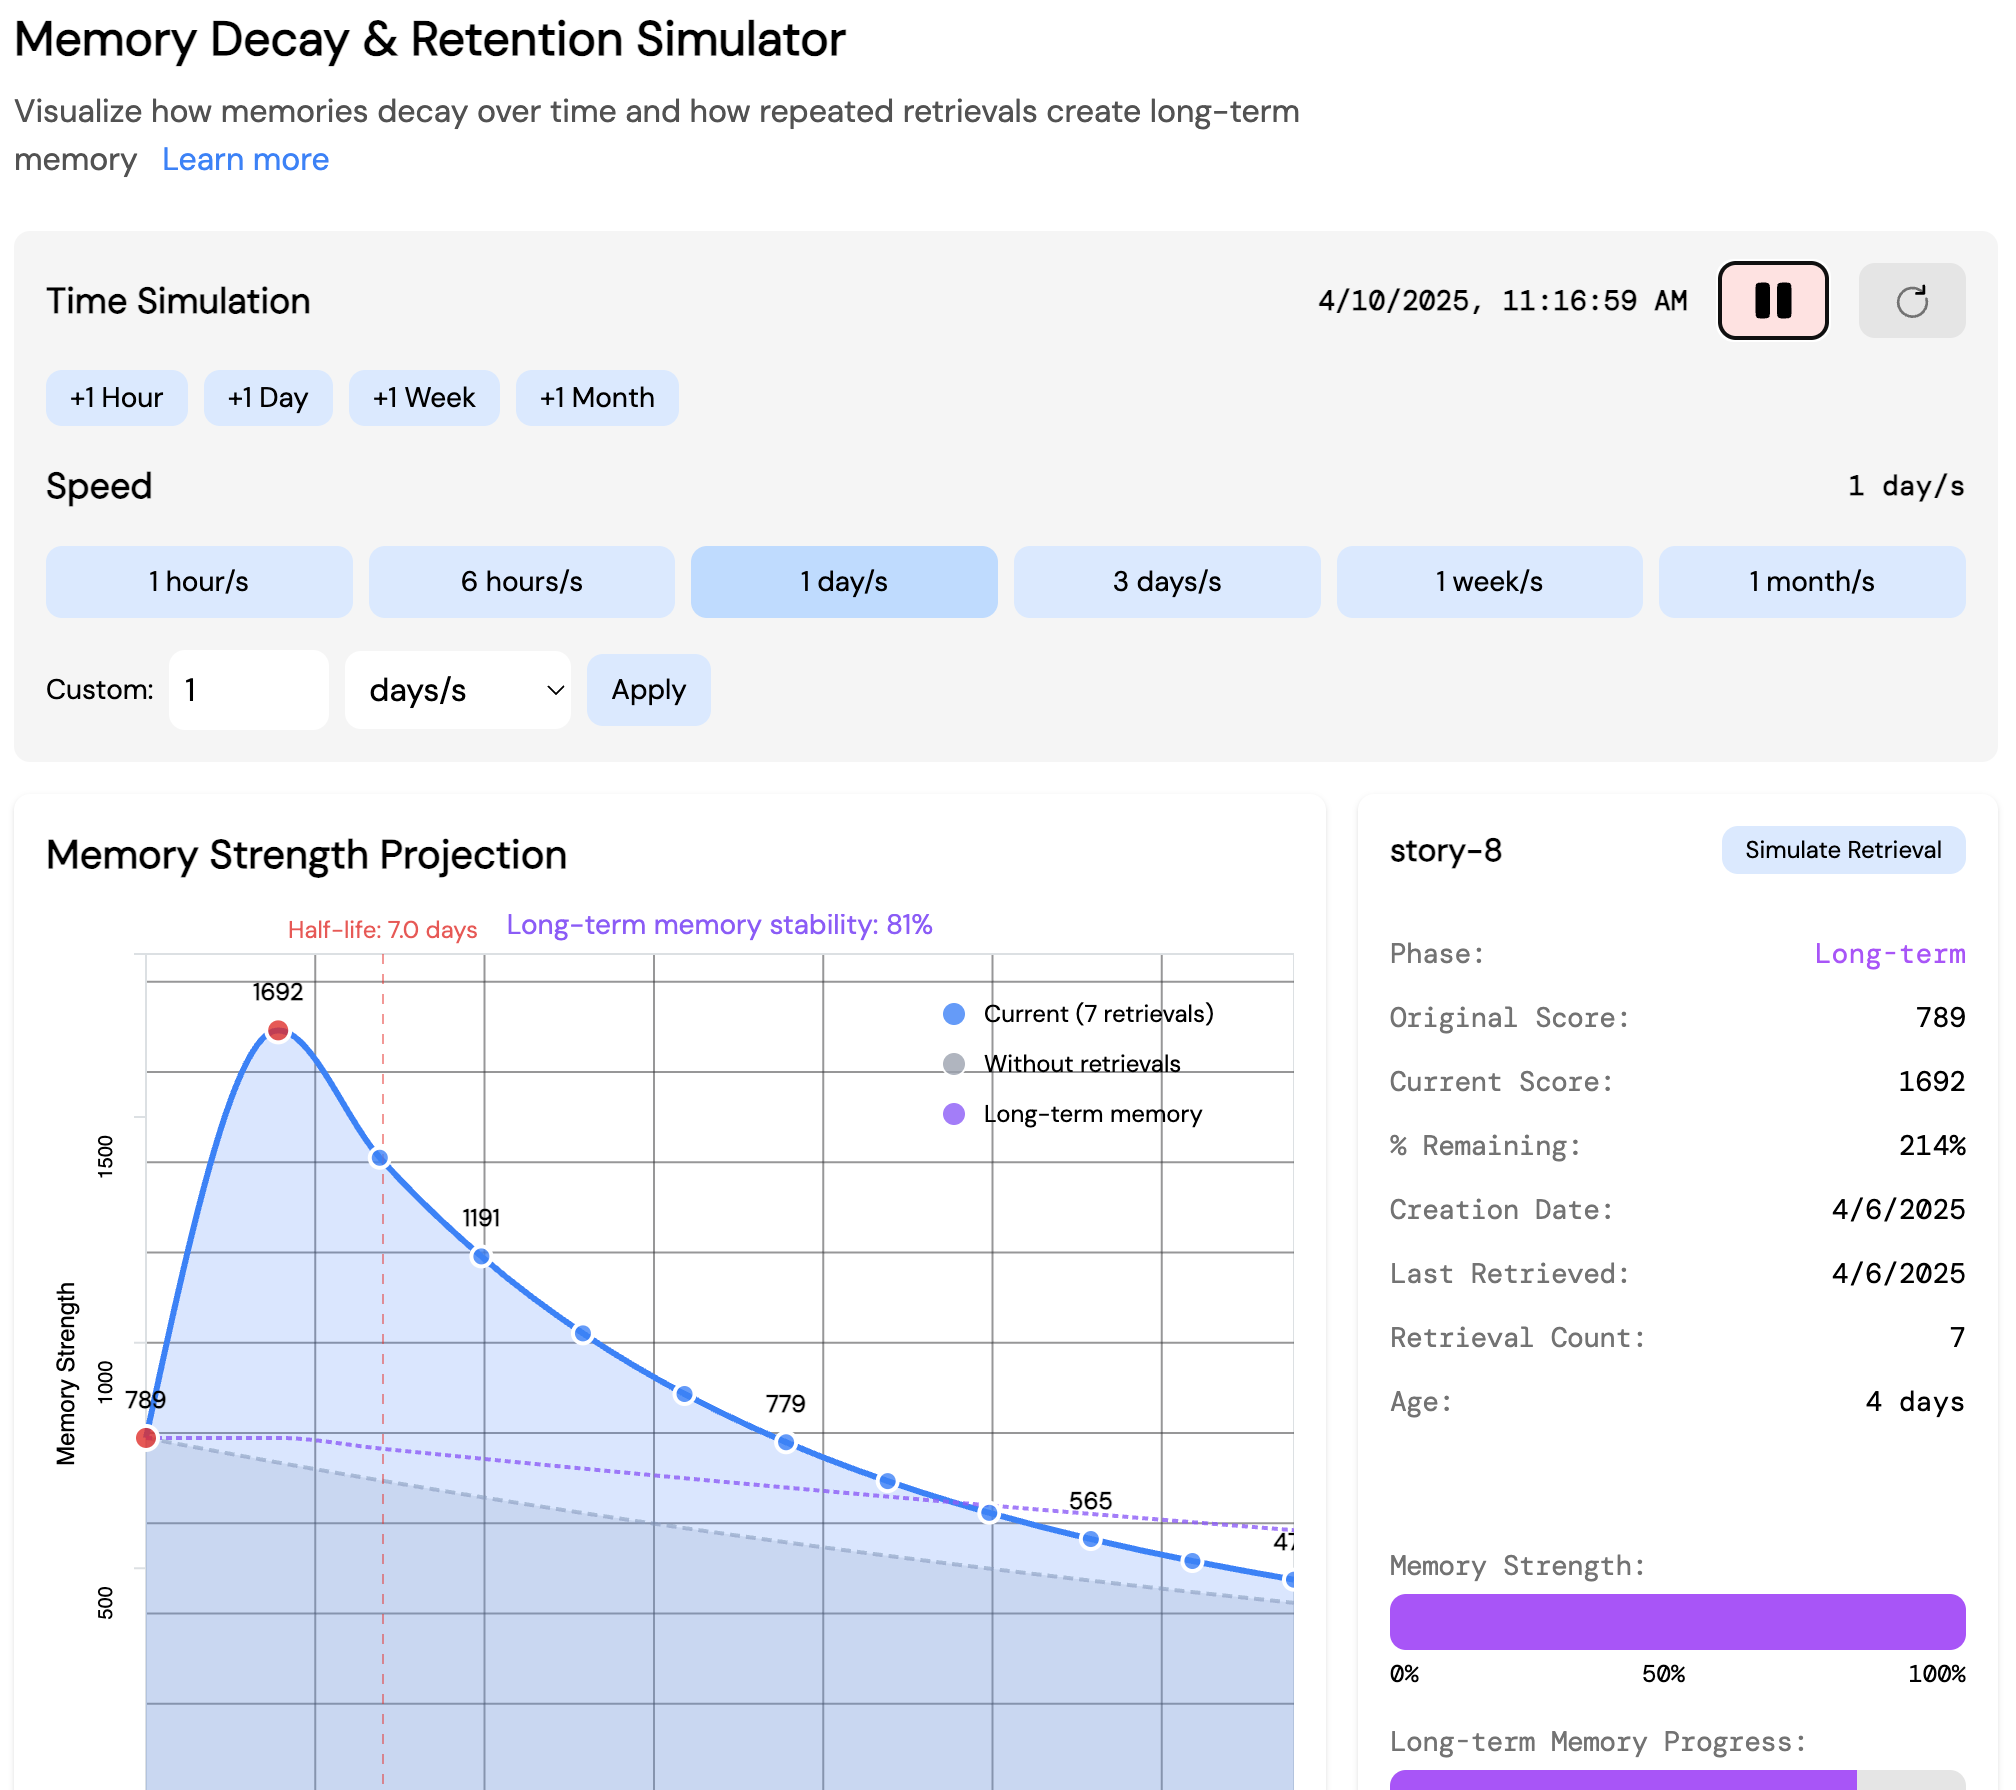 Memory Decay & Retention Simulator
Visualize how memories decay over time and how repeated retrievals create long-term
memory Learn more
Time Simulation
4/10/2025, 11:16:59 AM
+1 Hour
+1 Day
+1 Week
+1 Month
Speed
1 day/s
1 hour/s
6 hours/s
1 day/s
3 days/s
1 week/s
1 month/s
Custom:
1
days/s
Apply
Memory Strength Projection
Half-life: 7.0 days
Long-term memory stability: 81%
1692
Current (7 retrievals)
Without retrievals
Long-term memory
1500
1191
Memory Strength
1000
789
779
565
47
500
story-8
Simulate Retrieval
Phase: Long-term
Original Score: 789
Current Score: 1692
% Remaining: 214%
Creation Date: 4/6/2025
Last Retrieved: 4/6/2025
Retrieval Count: 7
Age: 4 days
Memory Strength:
0% 50% 100%
Long-term Memory Progress: